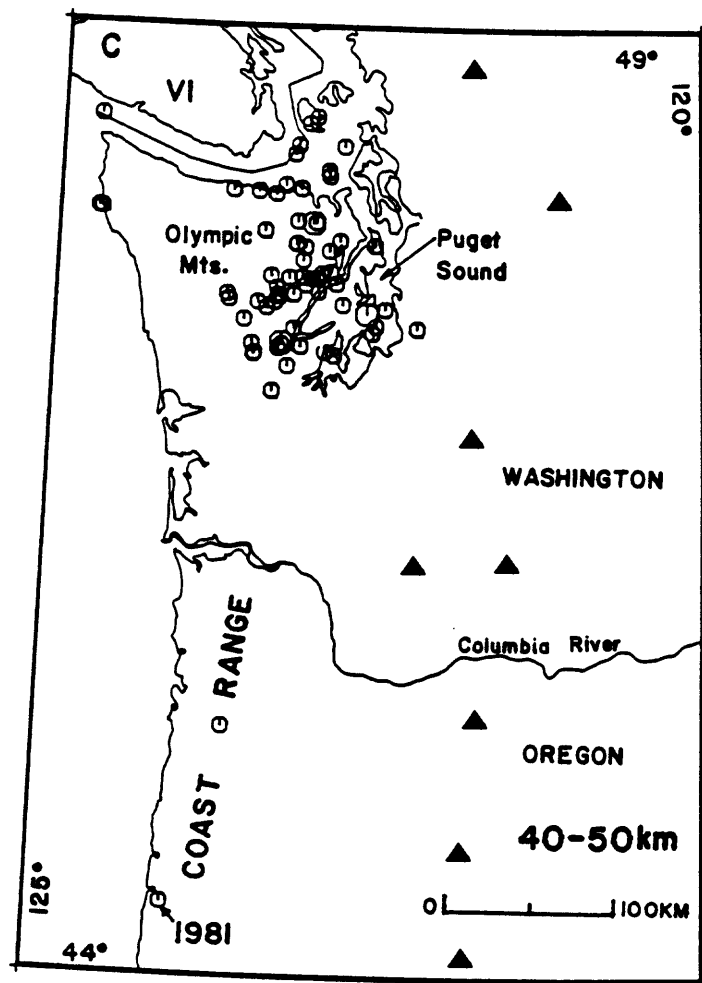 C
49°
VI
120°
Olympic
Mts.
Puget
Sound
WASHINGTON
Columbia River
COAST RANGE
OREGON
40-50km
125°
0
100KM
1981
44°